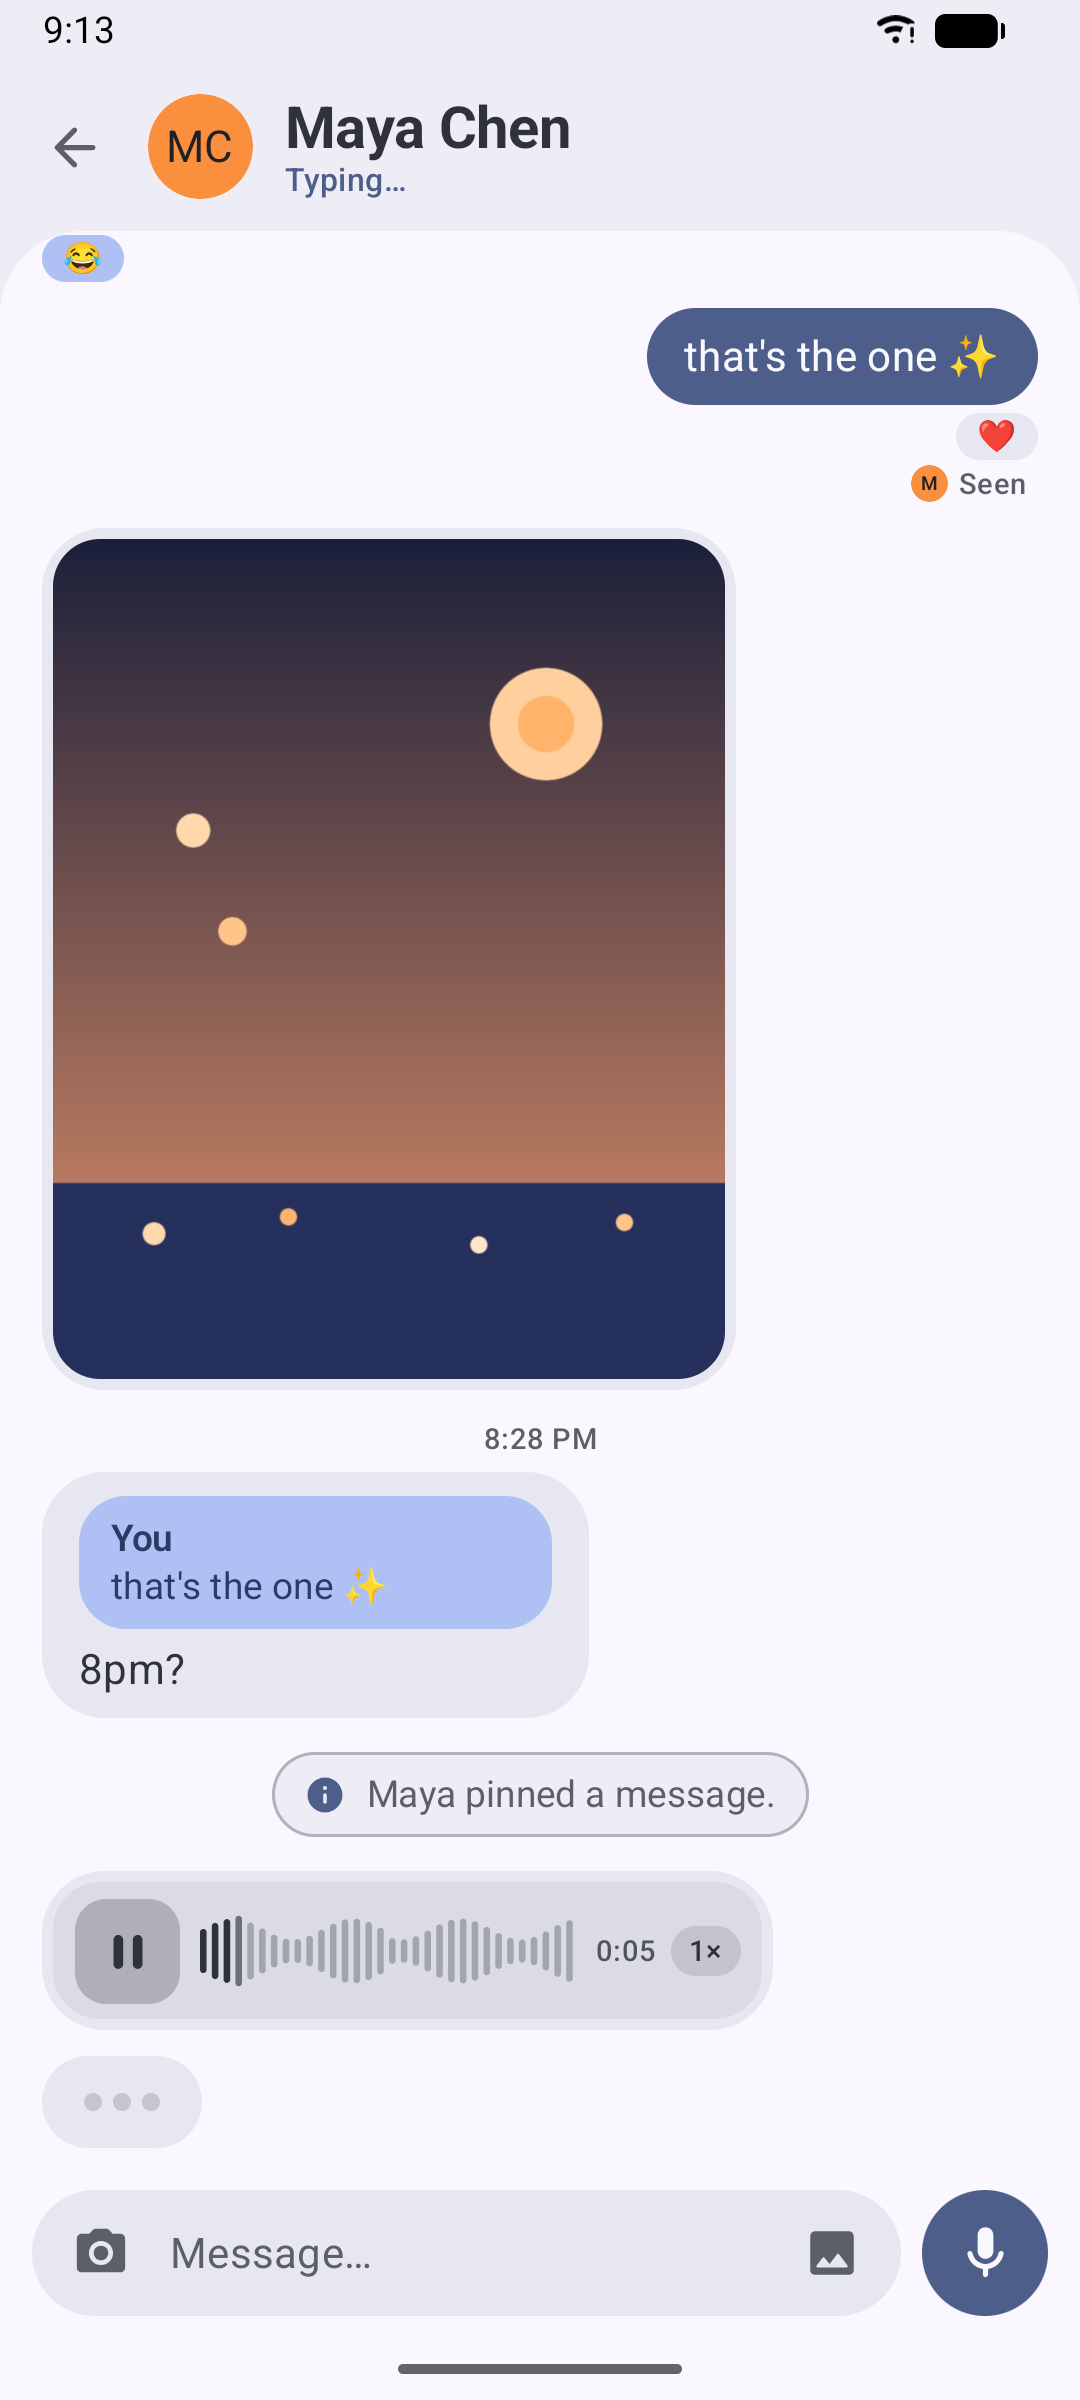 9:13
MC
Maya Chen
Typing…
😂
that's the one ✨
❤️
M Seen
8:28 PM
You
that's the one ✨
8pm?
Maya pinned a message.
0:05 1×
Message…